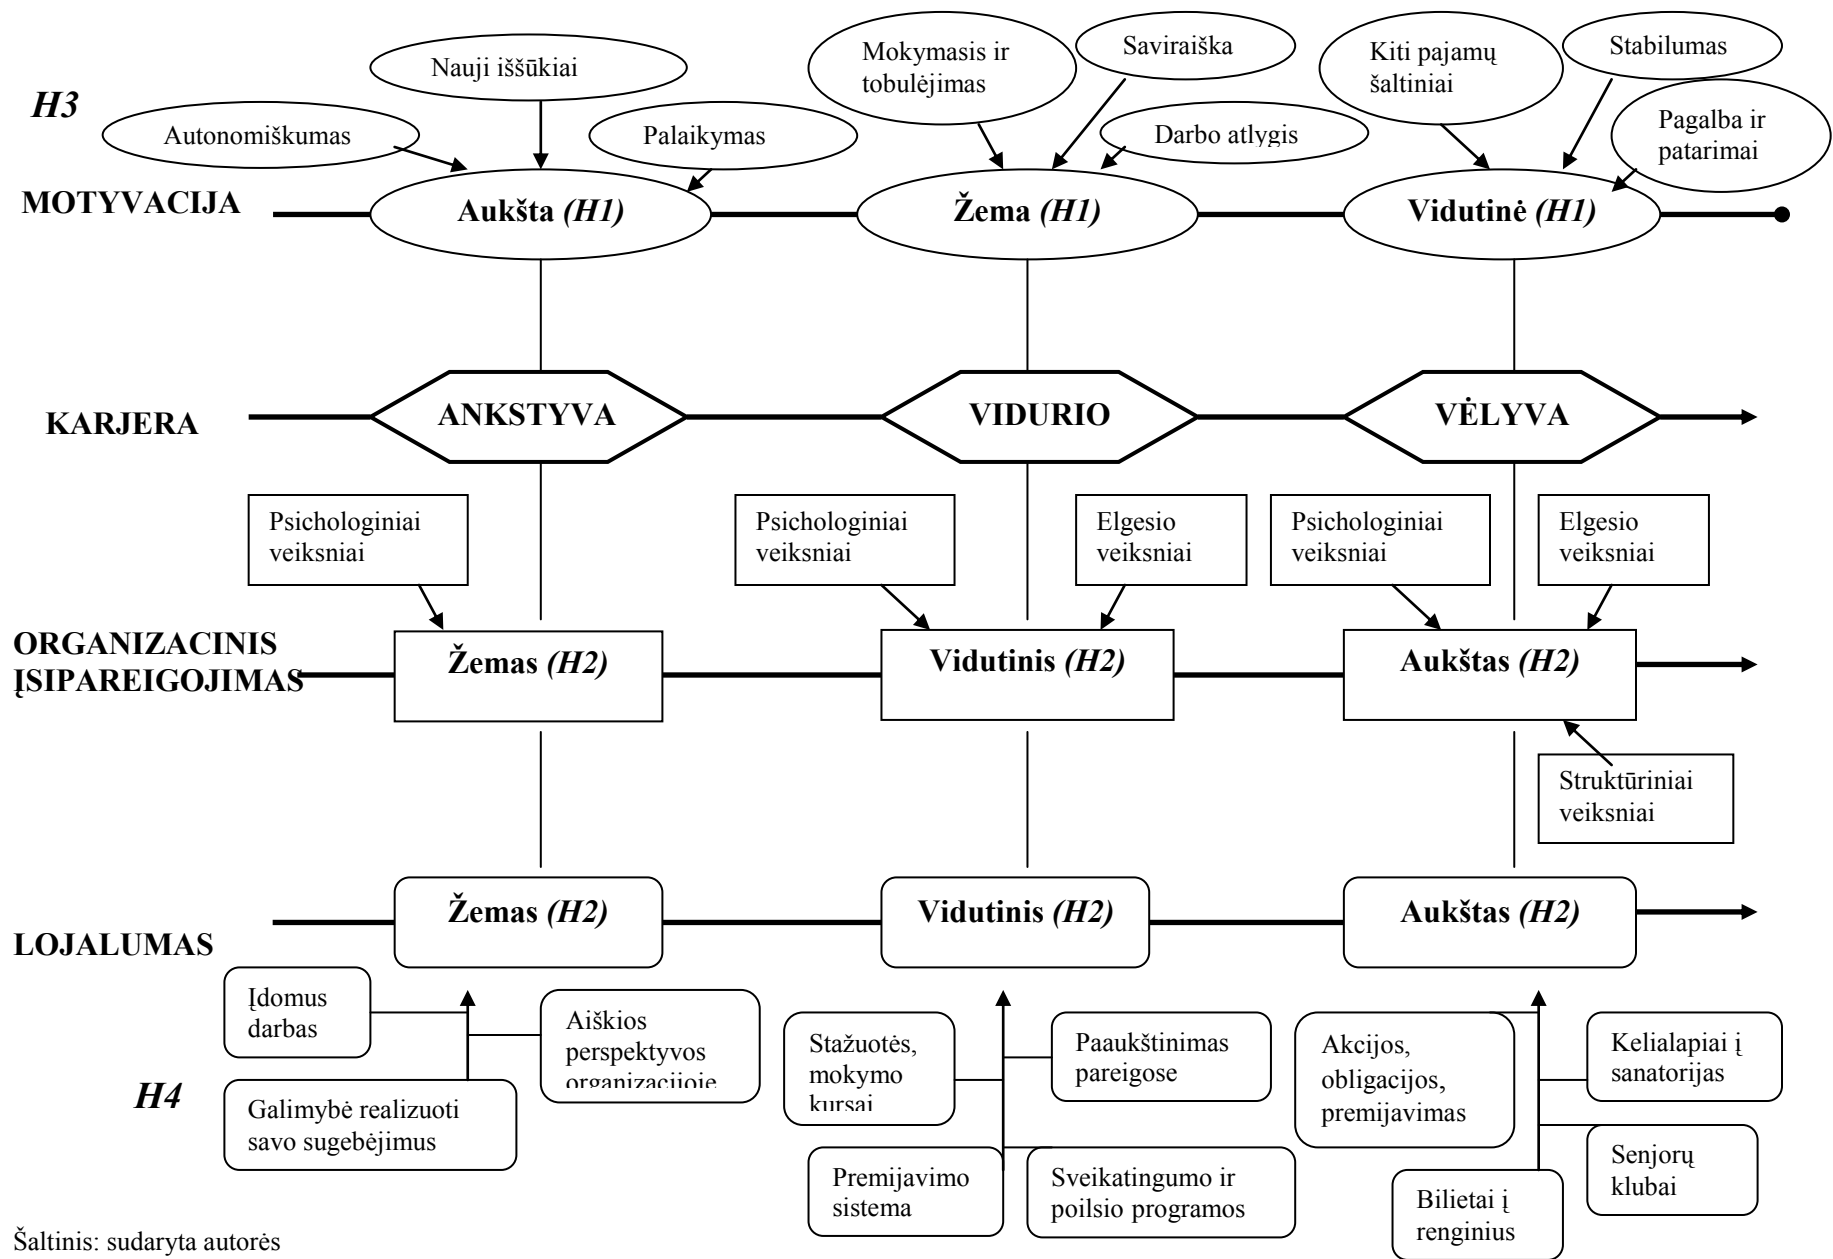 Nauji iššūkiai
Mokymasis ir
tobulėjimas
Saviraiška
Kiti pajamų
šaltiniai
Stabilumas
H3
Autonomiškumas
Palaikymas
Darbo atlygis
Pagalba ir
patarimai
MOTYVACIJA
Aukšta (H1)
Žema (H1)
Vidutinė (H1)
KARJERA
ANKSTYVA
VIDURIO
VĖLYVA
Psichologiniai
veiksniai
Psichologiniai
veiksniai
Elgesio
veiksniai
Psichologiniai
veiksniai
Elgesio
veiksniai
ORGANIZACINIS
ĮSIPAREIGOJIMAS
Žemas (H2)
Vidutinis (H2)
Aukštas (H2)
Struktūriniai
veiksniai
LOJALUMAS
Žemas (H2)
Vidutinis (H2)
Aukštas (H2)
H4
Įdomus
darbas
Aiškios
perspektyvos
organizacijoje
Galimybė realizuoti
savo sugebėjimus
Stažuotės,
mokymo
kursai
Paaukštinimas
pareigose
Premijavimo
sistema
Sveikatingumo ir
poilsio programos
Akcijos,
obligacijos,
premijavimas
Kelialapiai į
sanatorijas
Senjorų
klubai
Bilietai į
renginius
Šaltinis: sudaryta autorės